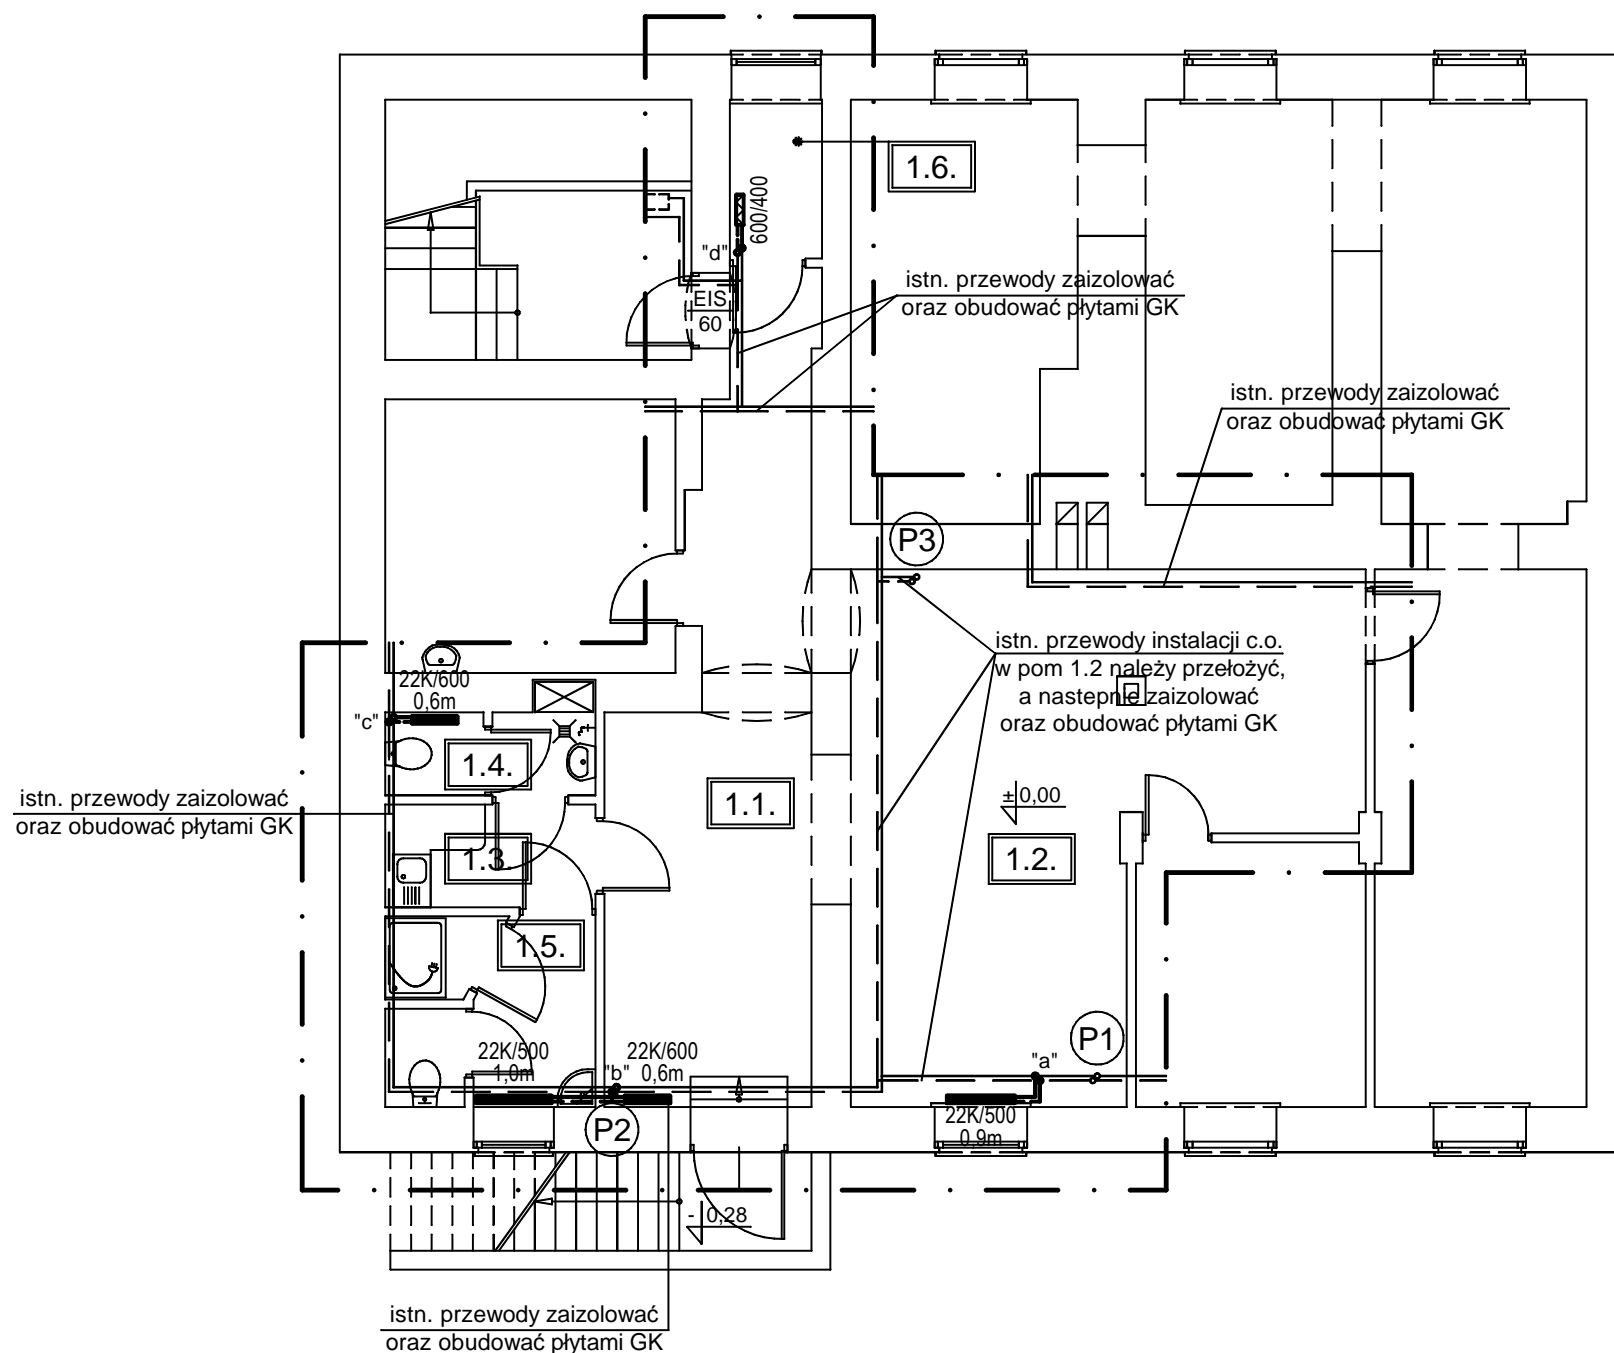 1.6.
600/400
"d"
istn. przewody zaizolować
oraz obudować płytami GK
EIS
60
istn. przewody zaizolować
oraz obudować płytami GK
P3
istn. przewody instalacji c.o.
w pom 1.2 należy przełożyć,
a nastepnie zaizolować
oraz obudować płytami GK
22K/600
0,6m
"c"
1.4.
istn. przewody zaizolować
oraz obudować płytami GK
1.1.
±0,00
1.3.
1.2.
1.5.
P1
22K/500
1,0m
"b"
22K/600
0,6m
"a"
P2
22K/500
0,9m
- 0,28
istn. przewody zaizolować
oraz obudować płytami GK